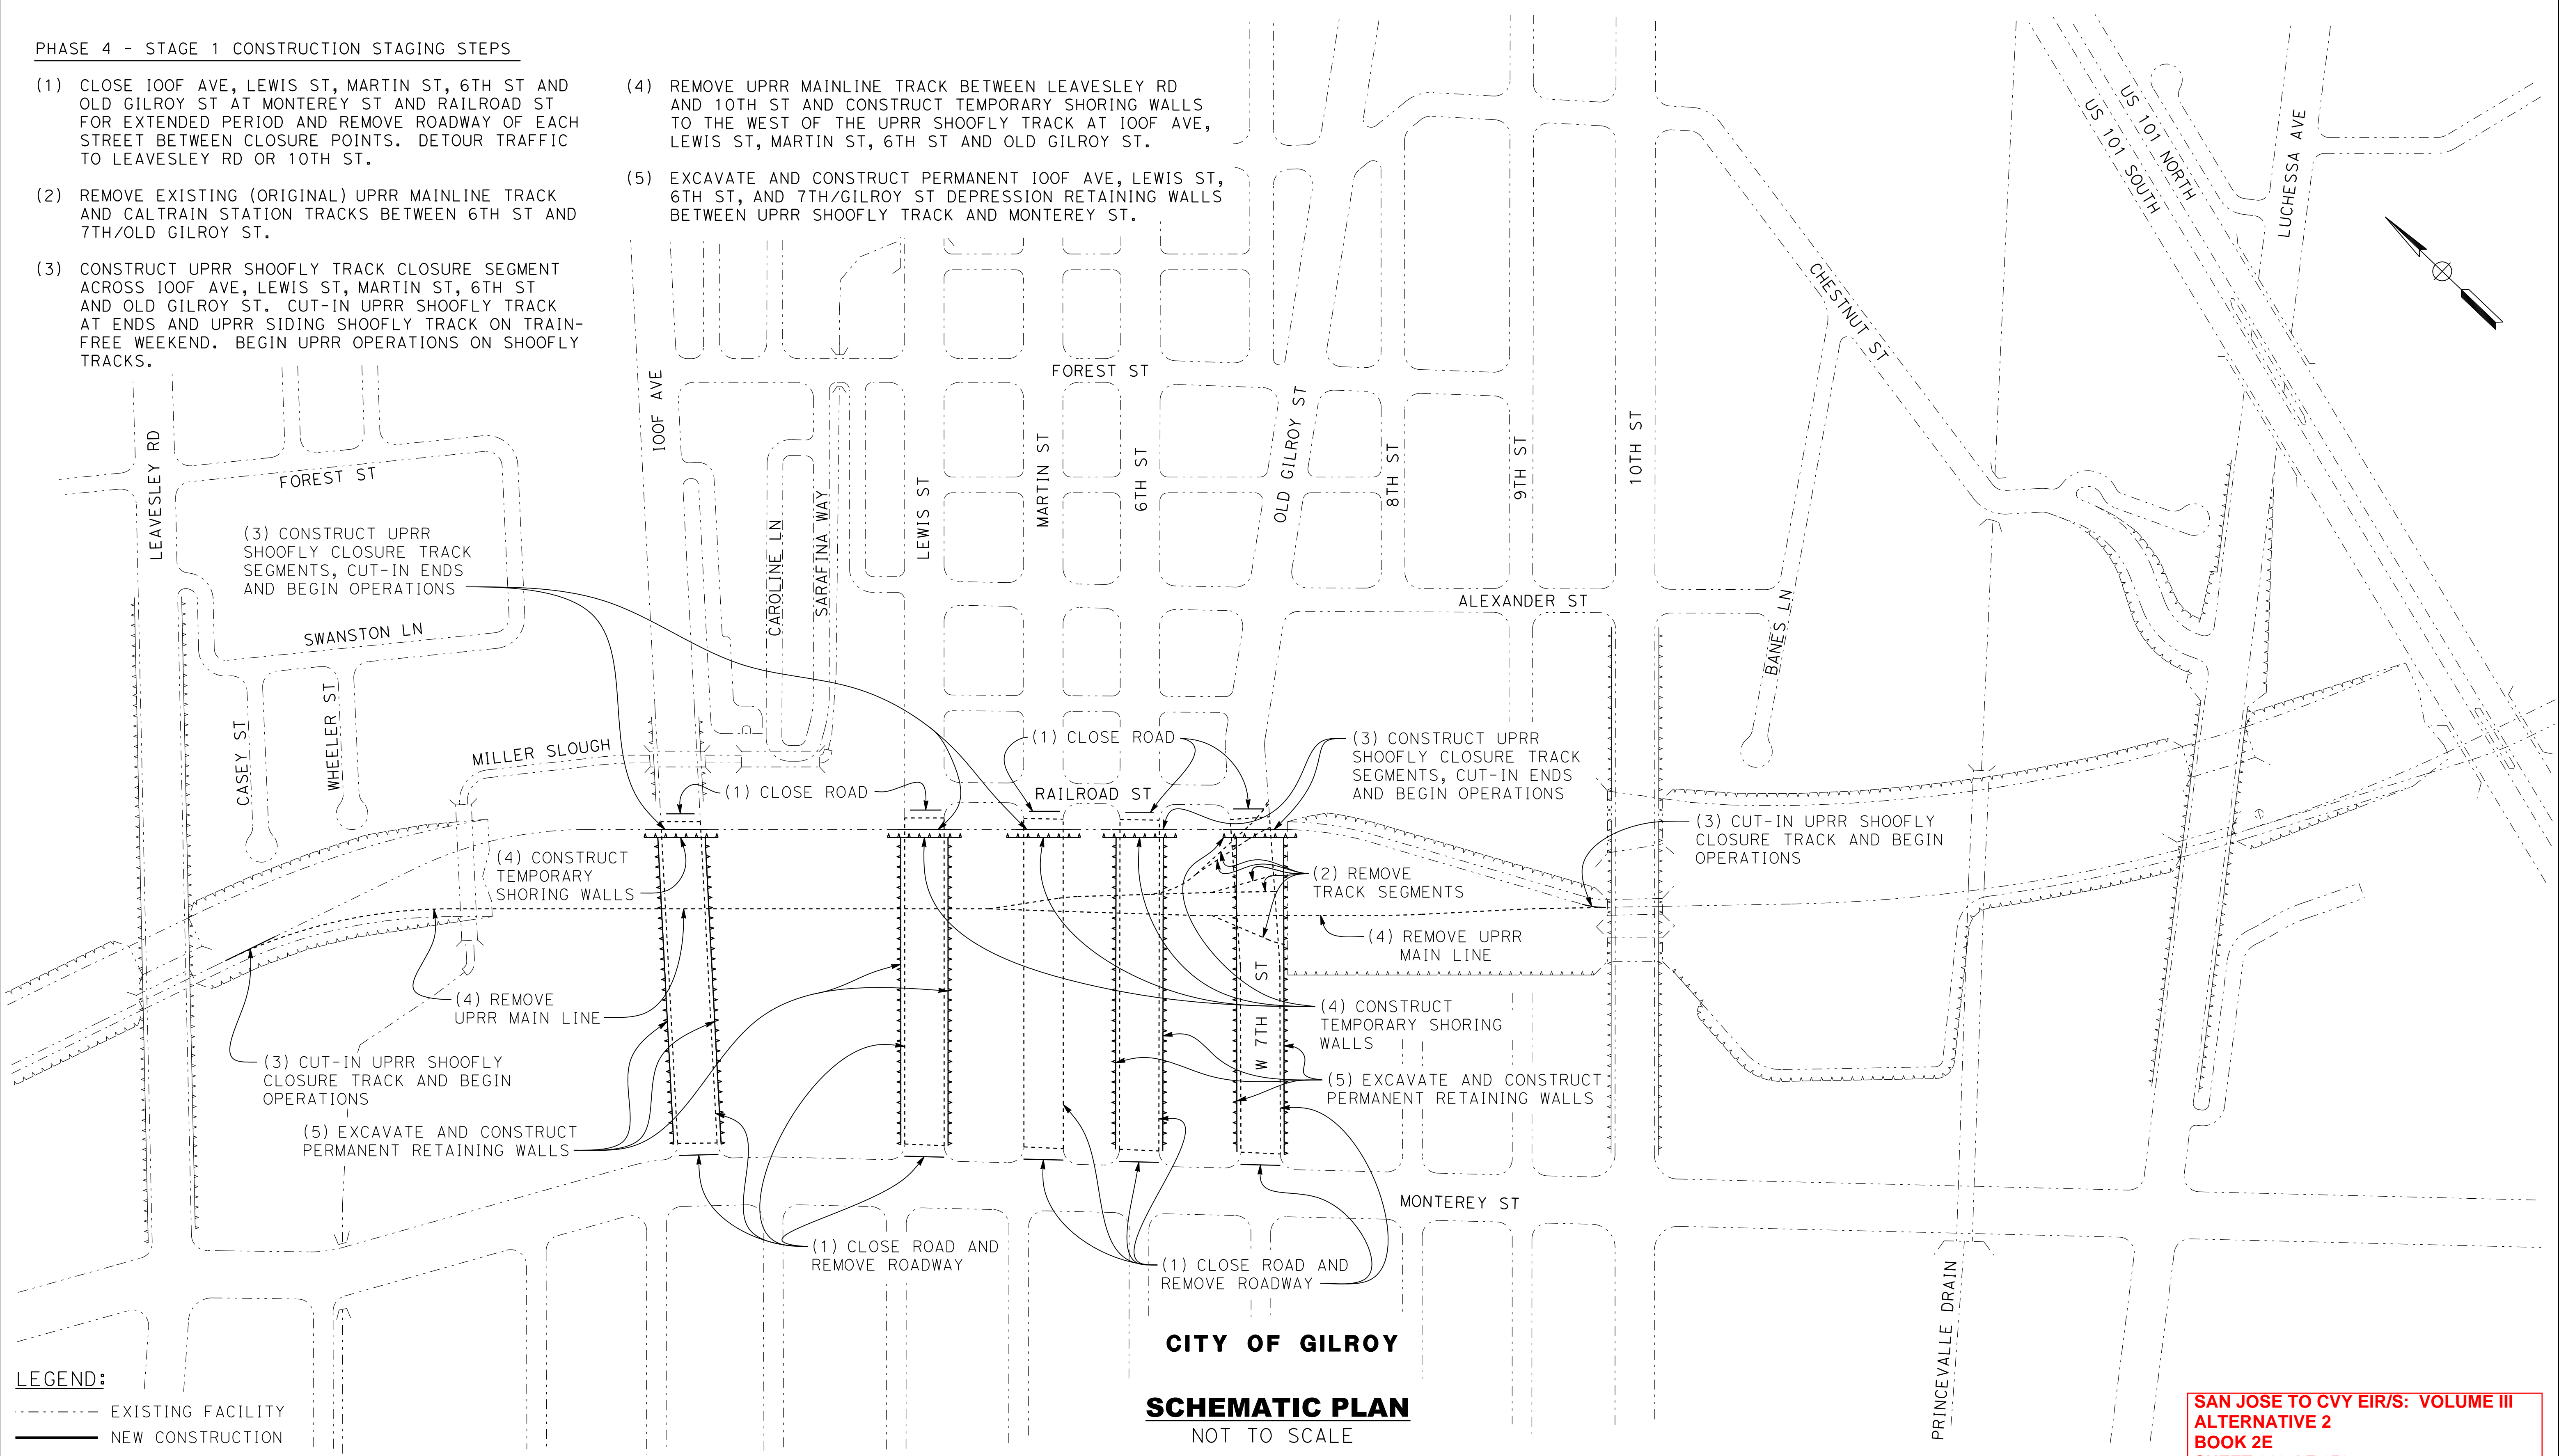 PHASE 4 - STAGE 1 CONSTRUCTION STAGING STEPS
(1) CLOSE IOOF AVE, LEWIS ST, MARTIN ST, 6TH ST AND
OLD GILROY ST AT MONTEREY ST AND RAILROAD ST
FOR EXTENDED PERIOD AND REMOVE ROADWAY OF EACH
STREET BETWEEN CLOSURE POINTS. DETOUR TRAFFIC
TO LEAVESLEY RD OR 10TH ST.
(2) REMOVE EXISTING (ORIGINAL) UPRR MAINLINE TRACK
AND CALTRAIN STATION TRACKS BETWEEN 6TH ST AND
7TH/OLD GILROY ST.
(3) CONSTRUCT UPRR SHOOFLY TRACK CLOSURE SEGMENT
ACROSS IOOF AVE, LEWIS ST, MARTIN ST, 6TH ST
AND OLD GILROY ST. CUT-IN UPRR SHOOFLY TRACK
AT ENDS AND UPRR SIDING SHOOFLY TRACK ON TRAIN-
FREE WEEKEND. BEGIN UPRR OPERATIONS ON SHOOFLY
TRACKS.
(4) REMOVE UPRR MAINLINE TRACK BETWEEN LEAVESLEY RD
AND 10TH ST AND CONSTRUCT TEMPORARY SHORING WALLS
TO THE WEST OF THE UPRR SHOOFLY TRACK AT IOOF AVE,
LEWIS ST, MARTIN ST, 6TH ST AND OLD GILROY ST.
(5) EXCAVATE AND CONSTRUCT PERMANENT IOOF AVE, LEWIS ST,
6TH ST, AND 7TH/GILROY ST DEPRESSION RETAINING WALLS
BETWEEN UPRR SHOOFLY TRACK AND MONTEREY ST.
US 101 NORTH
US 101 SOUTH
LUCHESSA AVE
CHESTNUT ST
FOREST ST
IOOF AVE
LEAVESLEY RD
FOREST ST
LEWIS ST
MARTIN ST
6TH ST
OLD GILROY ST
8TH ST
9TH ST
10TH ST
CAROLINE LN
SARAFINA WAY
(3) CONSTRUCT UPRR
SHOOFLY CLOSURE TRACK
SEGMENTS, CUT-IN ENDS
AND BEGIN OPERATIONS
SWANSTON LN
ALEXANDER ST
BANES LN
CASEY ST
WHEELER ST
MILLER SLOUGH
(1) CLOSE ROAD
(1) CLOSE ROAD
RAILROAD ST
(3) CONSTRUCT UPRR
SHOOFLY CLOSURE TRACK
SEGMENTS, CUT-IN ENDS
AND BEGIN OPERATIONS
(3) CUT-IN UPRR SHOOFLY
CLOSURE TRACK AND BEGIN
OPERATIONS
(4) CONSTRUCT
TEMPORARY
SHORING WALLS
(2) REMOVE
TRACK SEGMENTS
(4) REMOVE UPRR
MAIN LINE
(4) REMOVE
UPRR MAIN LINE
W 7TH ST
(4) CONSTRUCT
TEMPORARY SHORING
WALLS
(3) CUT-IN UPRR SHOOFLY
CLOSURE TRACK AND BEGIN
OPERATIONS
(5) EXCAVATE AND CONSTRUCT
PERMANENT RETAINING WALLS
(5) EXCAVATE AND CONSTRUCT
PERMANENT RETAINING WALLS
MONTEREY ST
(1) CLOSE ROAD AND
REMOVE ROADWAY
(1) CLOSE ROAD AND
REMOVE ROADWAY
PRINCEVALLE DRAIN
CITY OF GILROY
SCHEMATIC PLAN
NOT TO SCALE
LEGEND:
EXISTING FACILITY
NEW CONSTRUCTION
SAN JOSE TO CVY EIR/S: VOLUME III
ALTERNATIVE 2
BOOK 2E